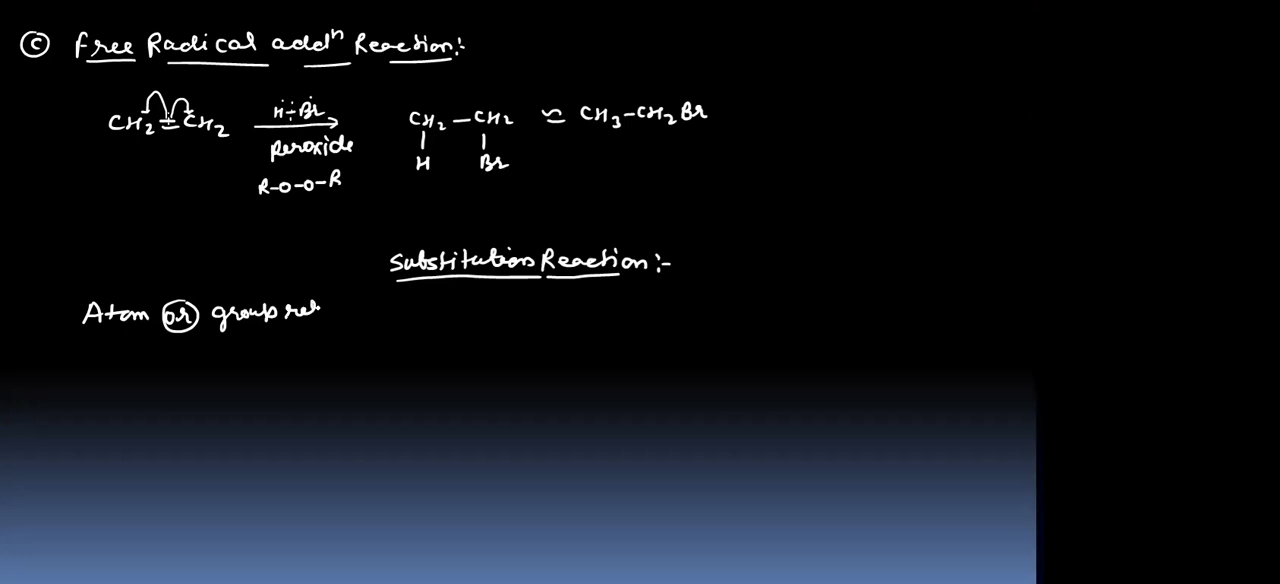 © Free Radical addⁿ Reaction:-
CH₂=CH₂ H÷Br peroxide R-O-O-R CH₂—CH₂ ≃ CH₃-CH₂Br
H Br
Substitution Reaction:-
Atom or group